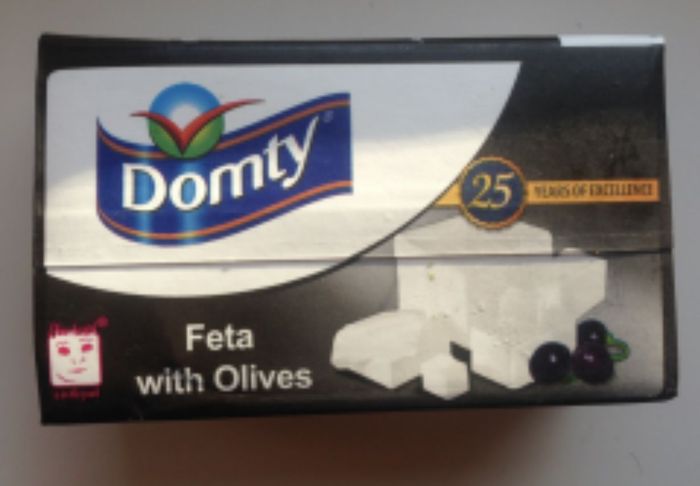 Domty®
25 YEARS OF EXCELLENCE
Feta
with Olives